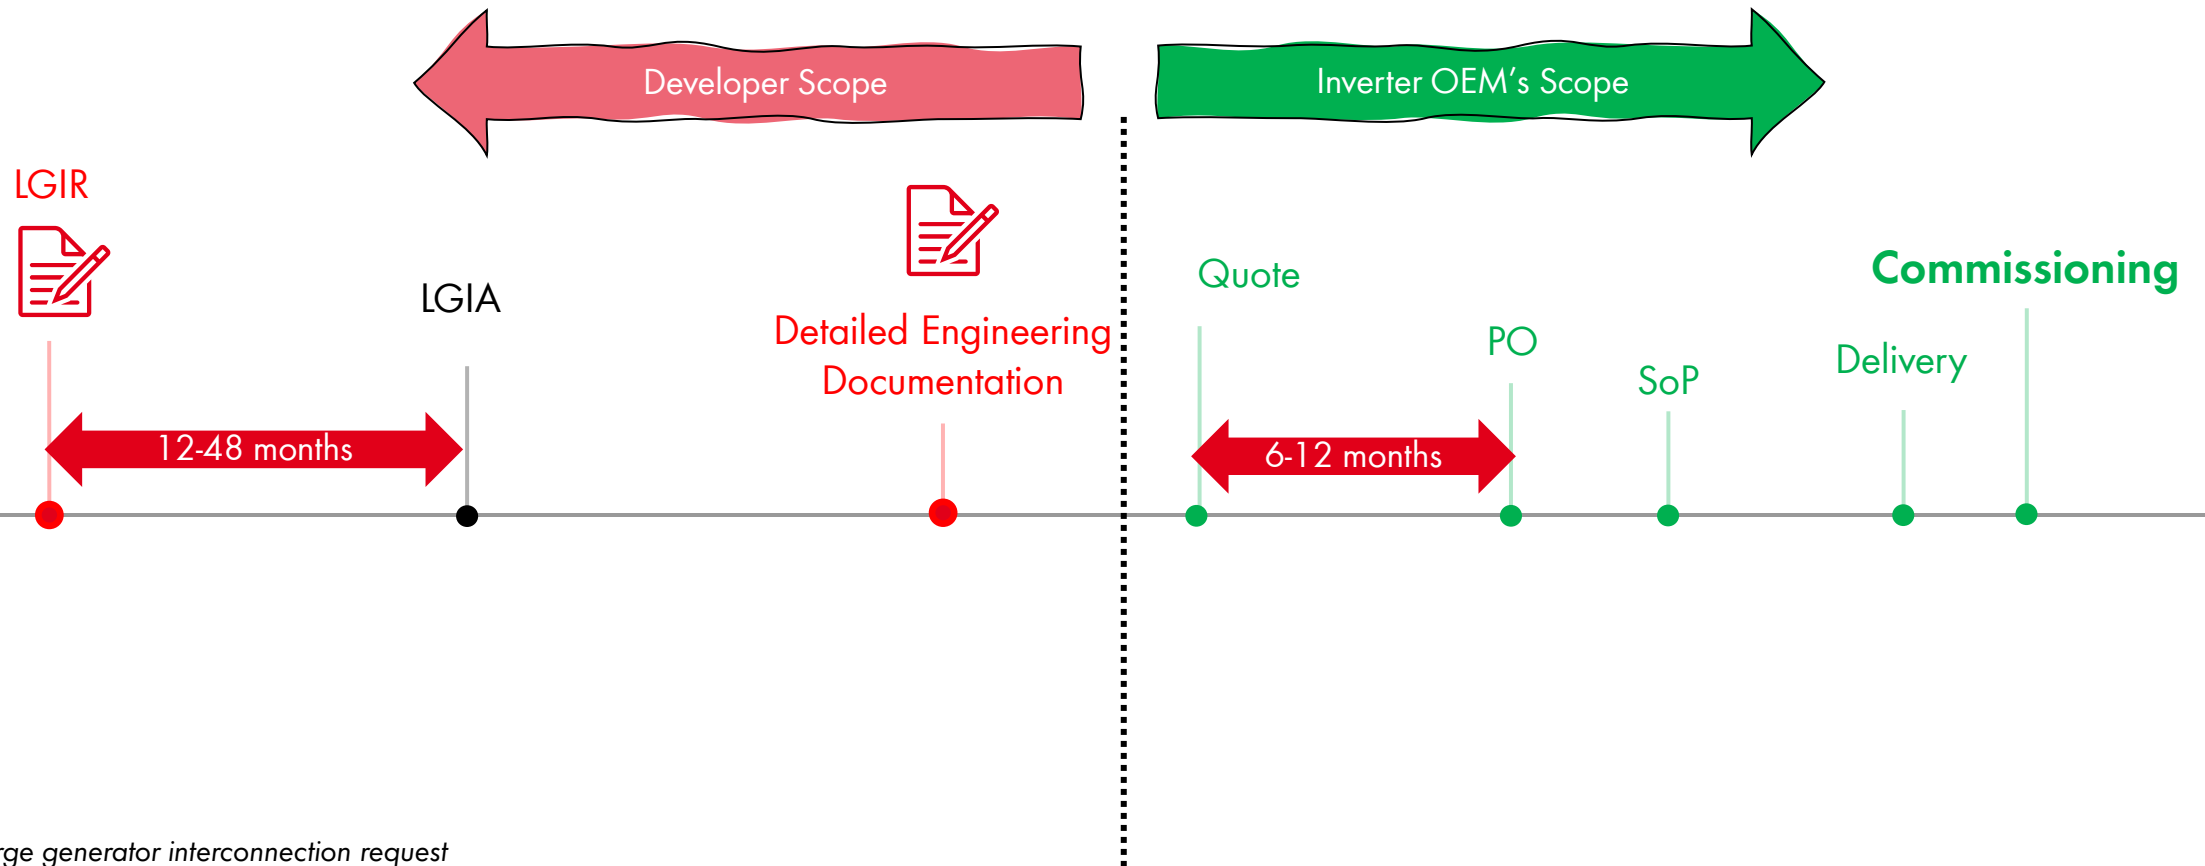 Developer Scope
Inverter OEM's Scope
LGIR
LGIA
Detailed Engineering
Documentation
Quote
PO
SoP
Delivery
Commissioning
12-48 months
6-12 months
generator interconnection request